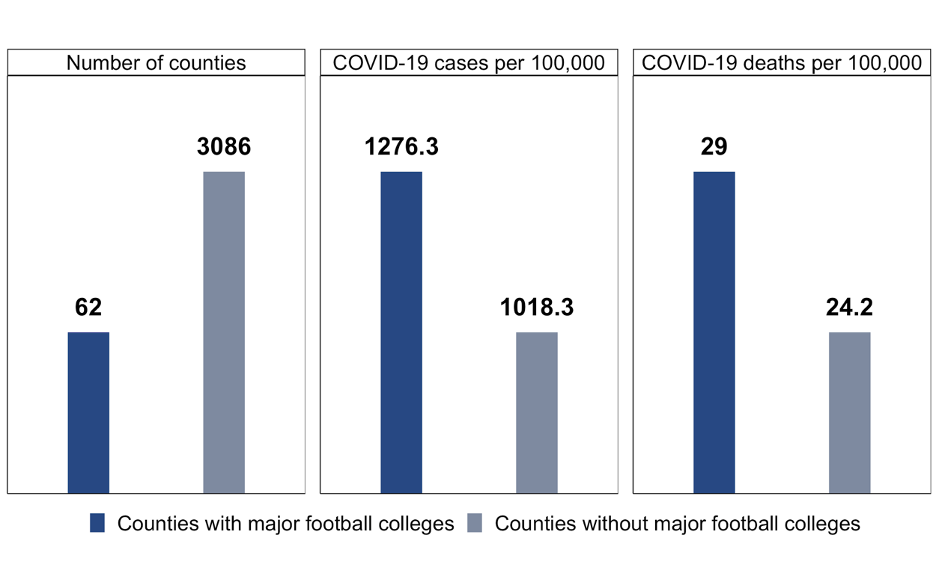 Number of counties
COVID-19 cases per 100,000
COVID-19 deaths per 100,000
3086
1276.3
29
62
1018.3
24.2
Counties with major football colleges
Counties without major football colleges